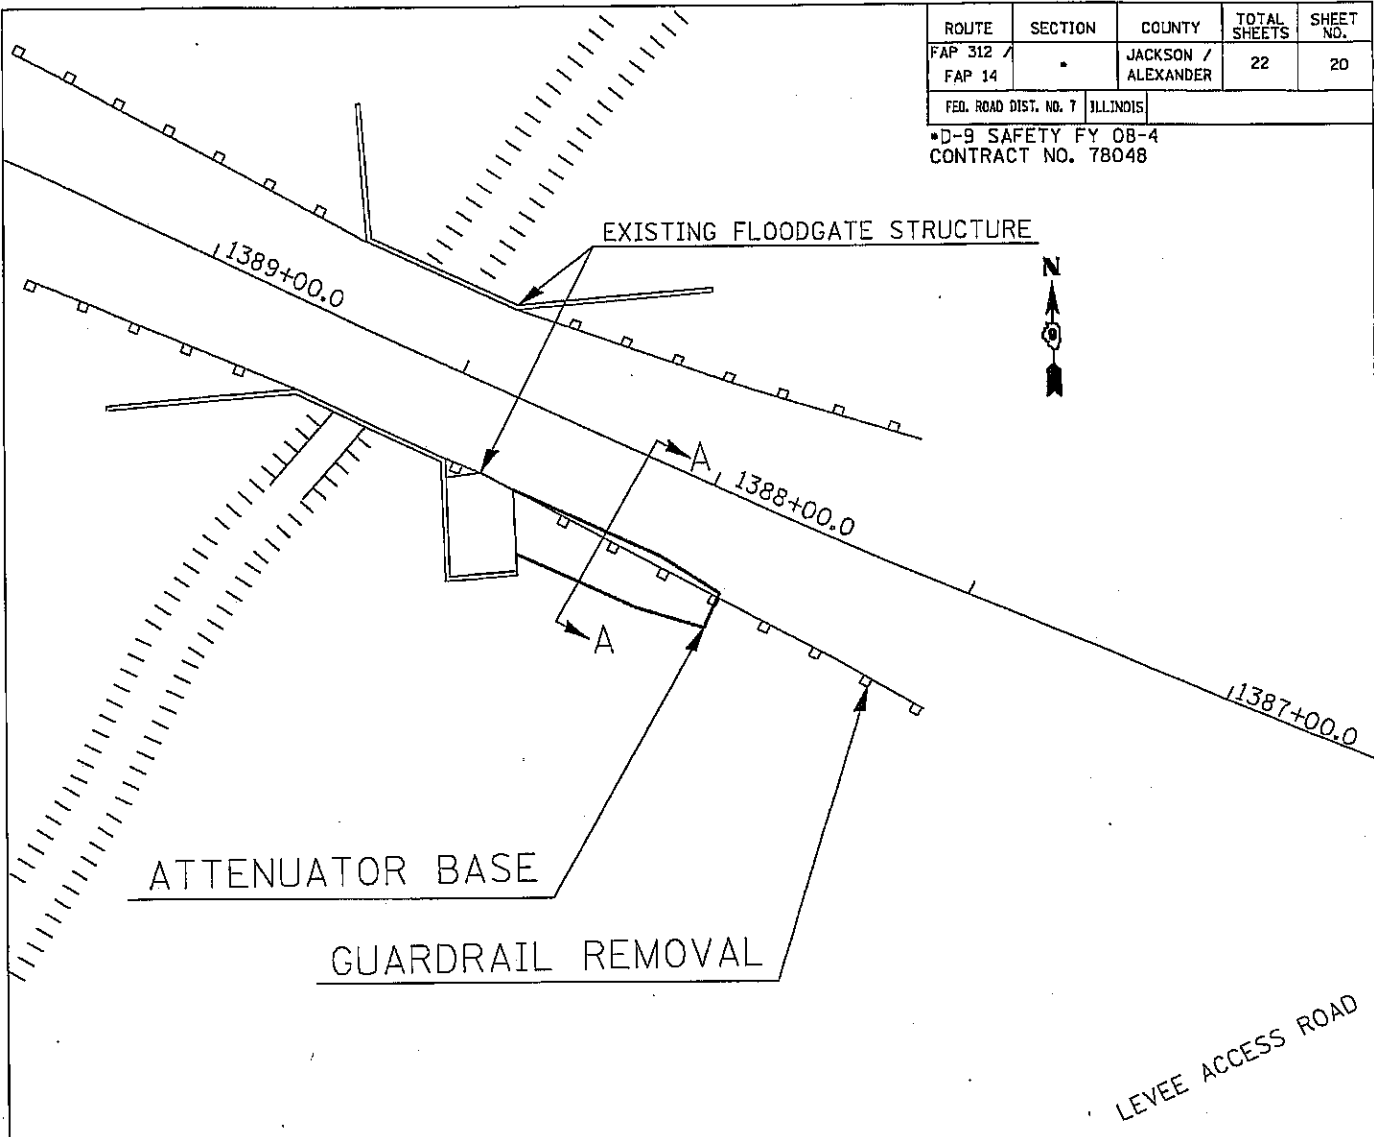 ROUTE SECTION COUNTY TOTAL SHEETS SHEET NO.
FAP 312 / FAP 14 * JACKSON / ALEXANDER 22 20
FED. ROAD DIST. NO. 7 ILLINOIS
*D-9 SAFETY FY 08-4
CONTRACT NO. 78048
EXISTING FLOODGATE STRUCTURE
N
1389+00.0
A
1388+00.0
A
1387+00.0
ATTENUATOR BASE
GUARDRAIL REMOVAL
LEVEE ACCESS ROAD